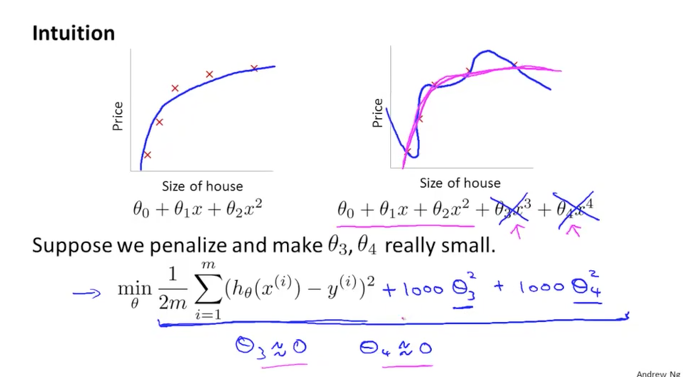 Intuition
Price
Size of house
θ₀ + θ₁x + θ₂x²
Price
Size of house
θ₀ + θ₁x + θ₂x² + θ₃x³ + θ₄x⁴
Suppose we penalize and make θ₃, θ₄ really small.
→ min_θ 1/2m ∑_{i=1}^{m} (h_θ(x^{(i)}) − y^{(i)})² + 1000 θ₃² + 1000 θ₄²
θ₃ ≈ 0 θ₄ ≈ 0
Andrew Ng